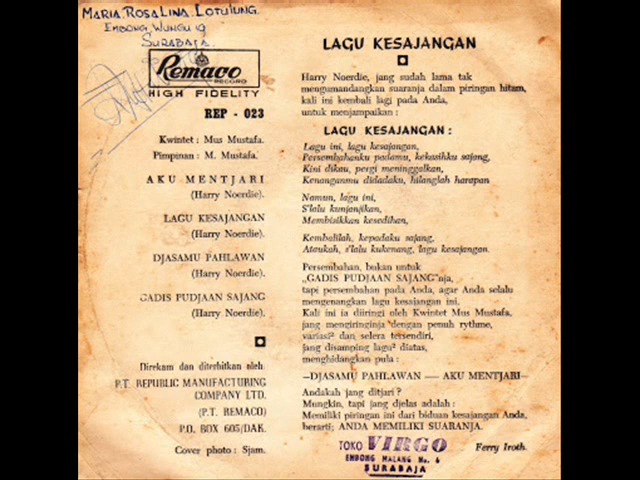 MARIA ROSALINA LOTULUNG.
EMBONG WUNGU 19
SURABAJA.
Remaco
RECORD
HIGH FIDELITY
REP - 023
Kwintet : Mus Mustafa.
Pimpinan : M. Mustafa.
AKU MENTJARI
(Harry Noerdie).
LAGU KESAJANGAN
(Harry Noerdie).
DJASAMU PAHLAWAN
(Harry Noerdie).
GADIS PUDJAAN SAJANG
(Harry Noerdie).
Direkam dan diterbitkan oleh
P.T. REPUBLIC MANUFACTURING
COMPANY LTD.
(P.T. REMACO)
P.O. BOX 605/DAK.
Cover photo : Sjam.
LAGU KESAJANGAN
Harry Noerdie, jang sudah lama tak
mengumandangkan suaranja dalam piringan hitam,
kali ini kembali lagi pada Anda,
untuk menjampaikan :
LAGU KESAJANGAN :
Lagu ini, lagu kesajangan,
Persembahanku padamu, kekasihku sajang,
Kini dikau, pergi meninggalkan,
Kenanganmu didadaku, hilanglah harapan
Namun, lagu ini,
S'lalu kunjanjikan,
Membisikkan kesedihan,
Kembalilah, kepadaku sajang,
Ataukah, s'lalu kukenang, lagu kesajangan.
Persembahan, bukan untuk
„GADIS PUDJAAN SAJANG"nja,
tapi persembahan pada Anda, agar Anda selalu
mengenangkan lagu kesajangan ini.
Kali ini ia diiringi oleh Kwintet Mus Mustafa,
jang mengiringinja dengan penuh rythme,
variasi² dan selera tersendiri,
jang disamping lagu² diatas,
menghidangkan pula :
—DJASAMU PAHLAWAN — AKU MENTJARI—
Andakah jang ditjari ?
Mungkin, tapi jang djelas adalah :
Memiliki piringan ini dari biduan kesajangan Anda,
berarti; ANDA MEMILIKI SUARANJA.
Ferry Iroth.
TOKO VIRGO
EMBONG MALANG No. 6
SURABAJA